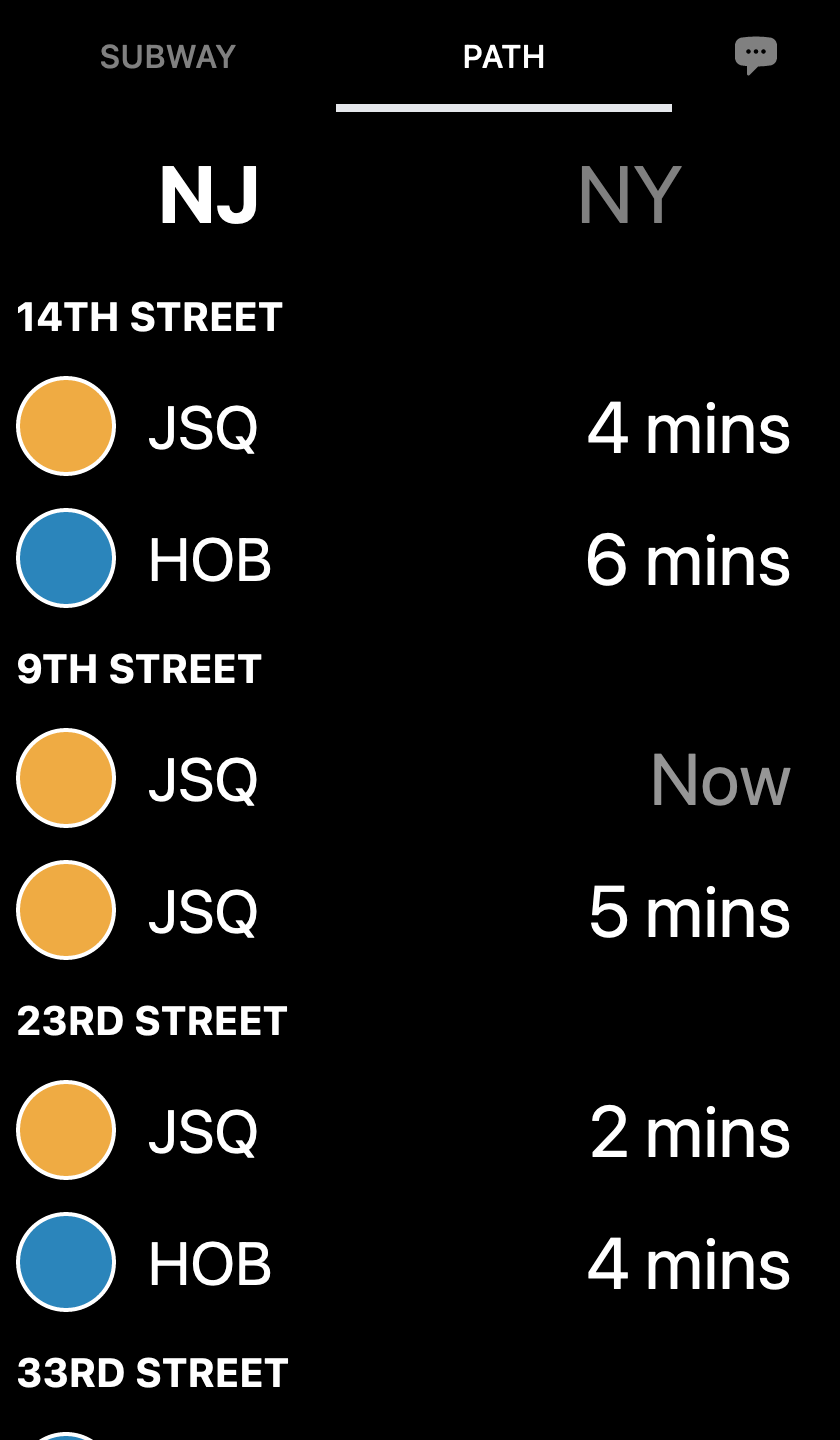 SUBWAY PATH
NJ NY
14TH STREET
JSQ 4 mins
HOB 6 mins
9TH STREET
JSQ Now
JSQ 5 mins
23RD STREET
JSQ 2 mins
HOB 4 mins
33RD STREET